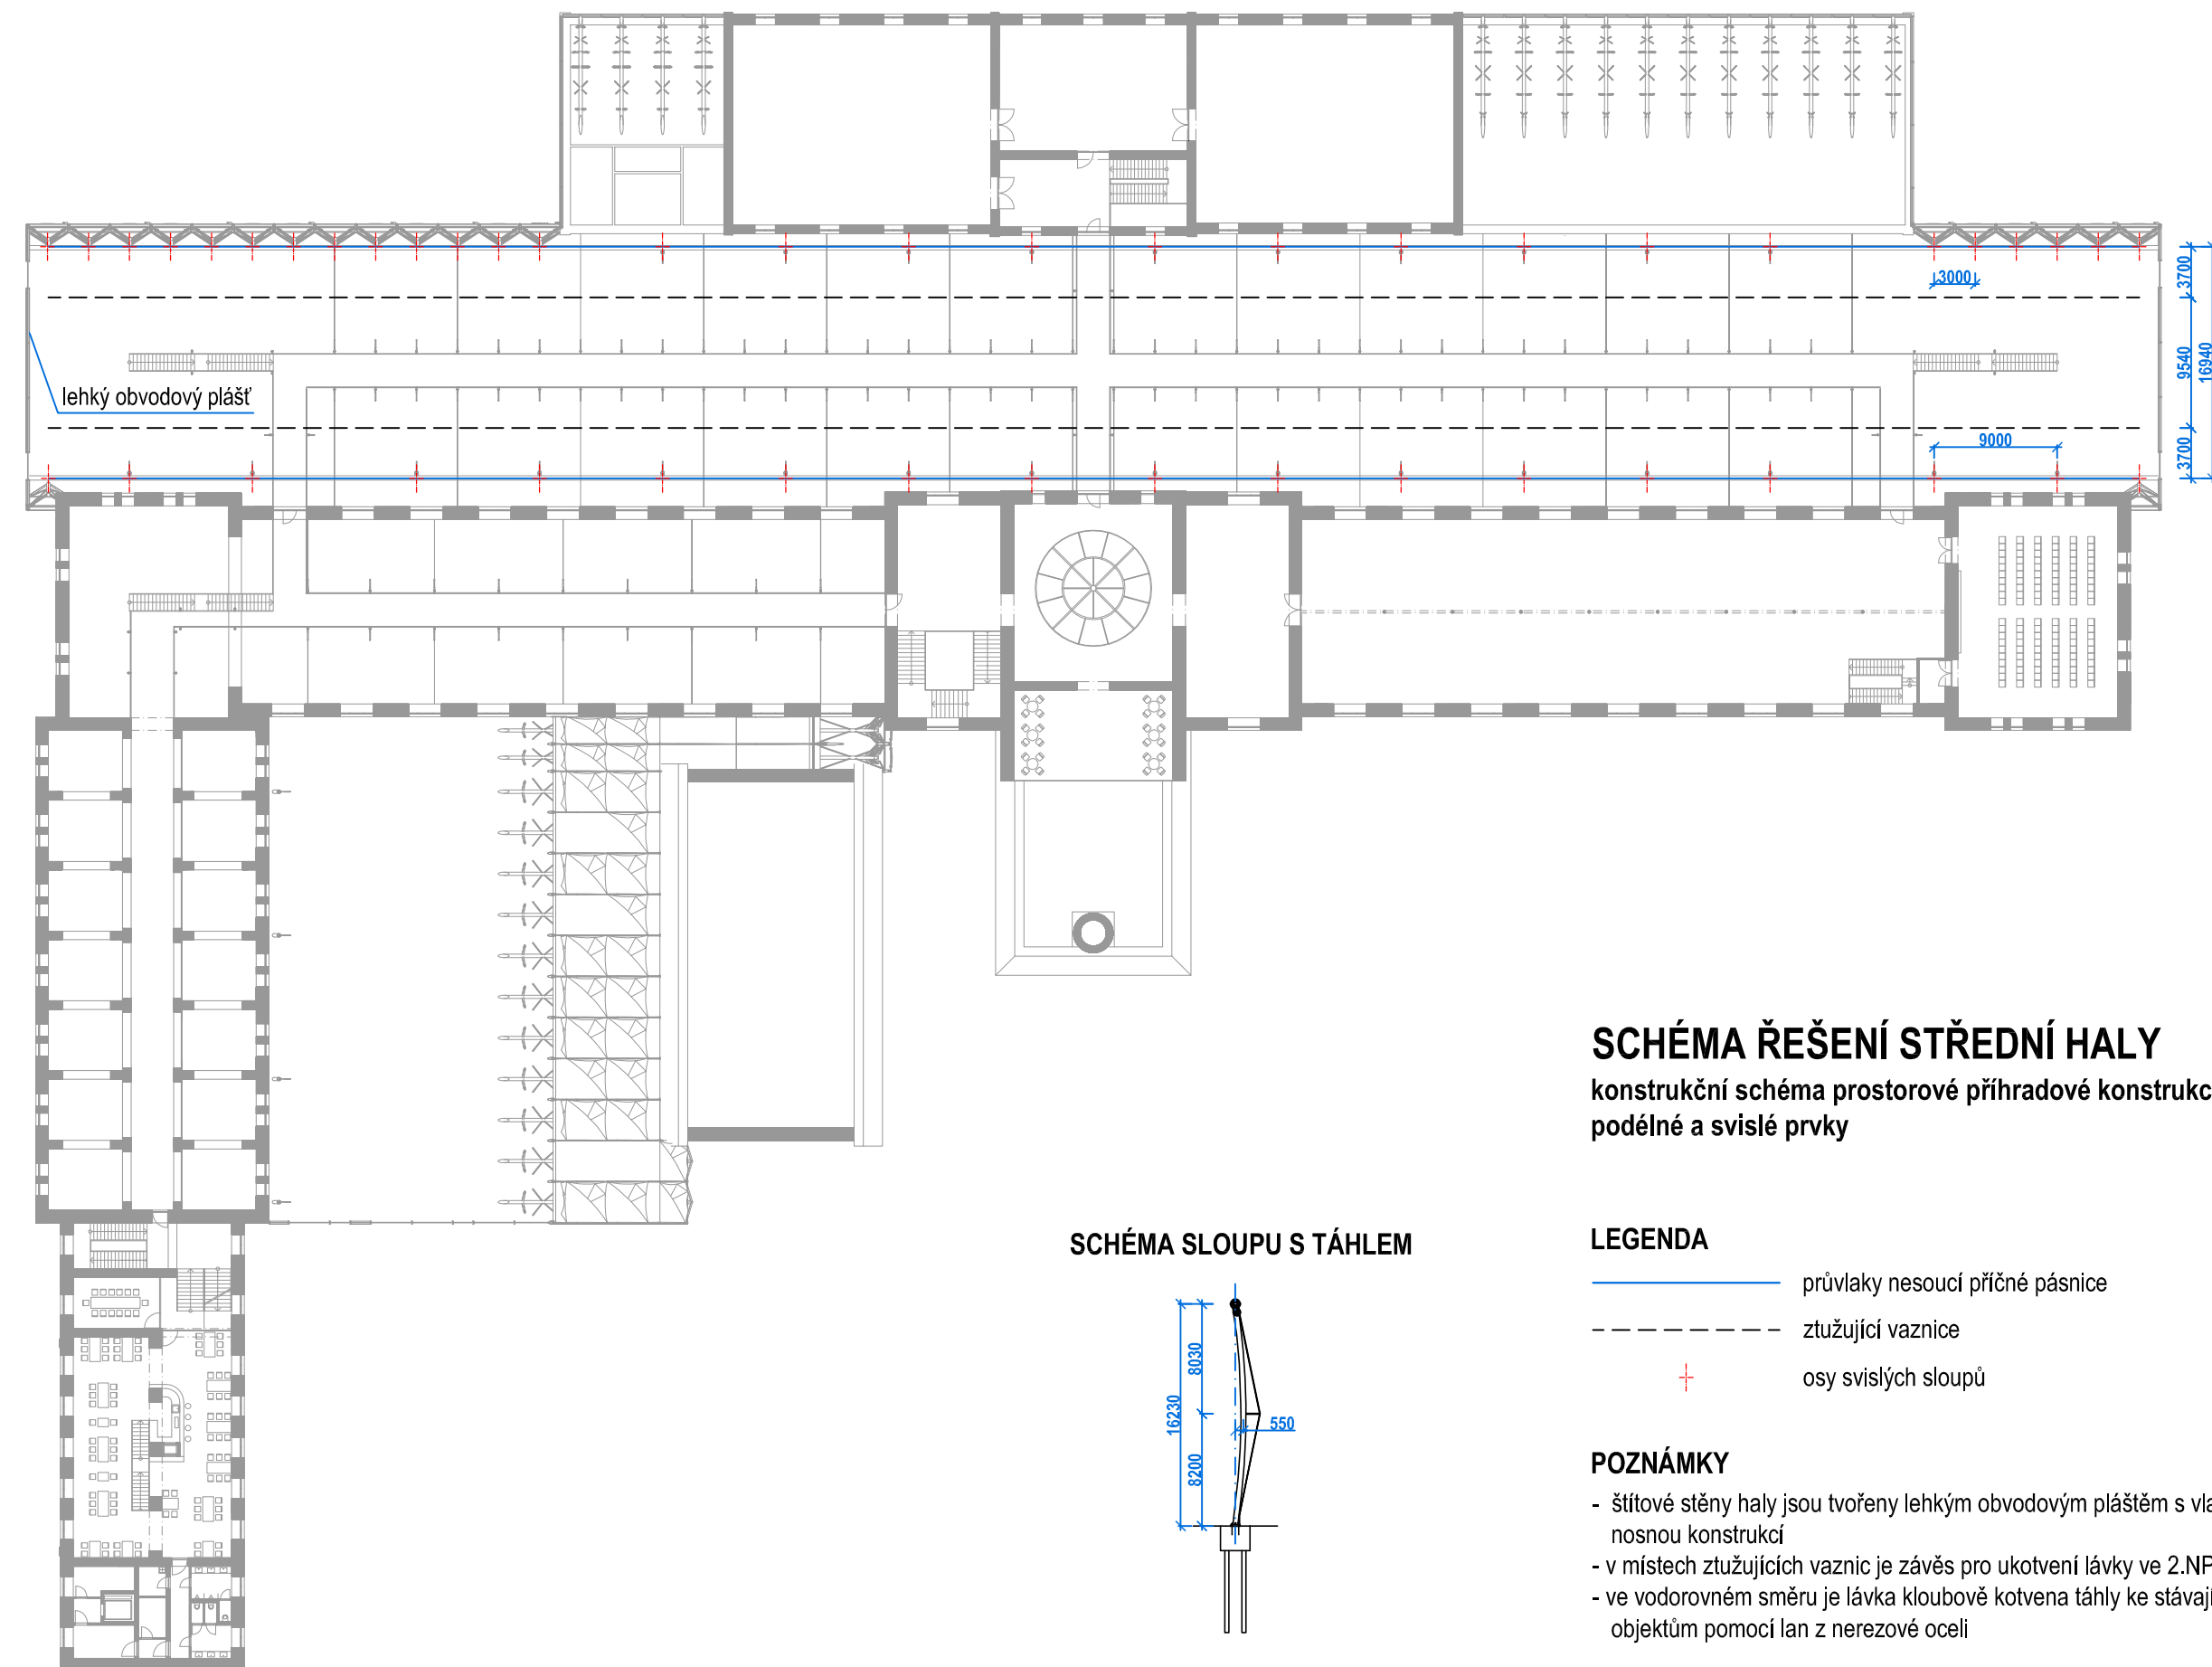 3700
3000
9540
16940
lehký obvodový plášť
9000
3700
SCHÉMA ŘEŠENÍ STŘEDNÍ HALY
konstrukční schéma prostorové příhradové konstrukc
podélné a svislé prvky
SCHÉMA SLOUPU S TÁHLEM
8030
16230
550
8200
LEGENDA
průvlaky nesoucí příčné pásnice
ztužující vaznice
osy svislých sloupů
POZNÁMKY
- štítové stěny haly jsou tvořeny lehkým obvodovým pláštěm s vla
nosnou konstrukcí
- v místech ztužujících vaznic je závěs pro ukotvení lávky ve 2.NP
- ve vodorovném směru je lávka kloubově kotvena táhly ke stávají
objektům pomocí lan z nerezové oceli